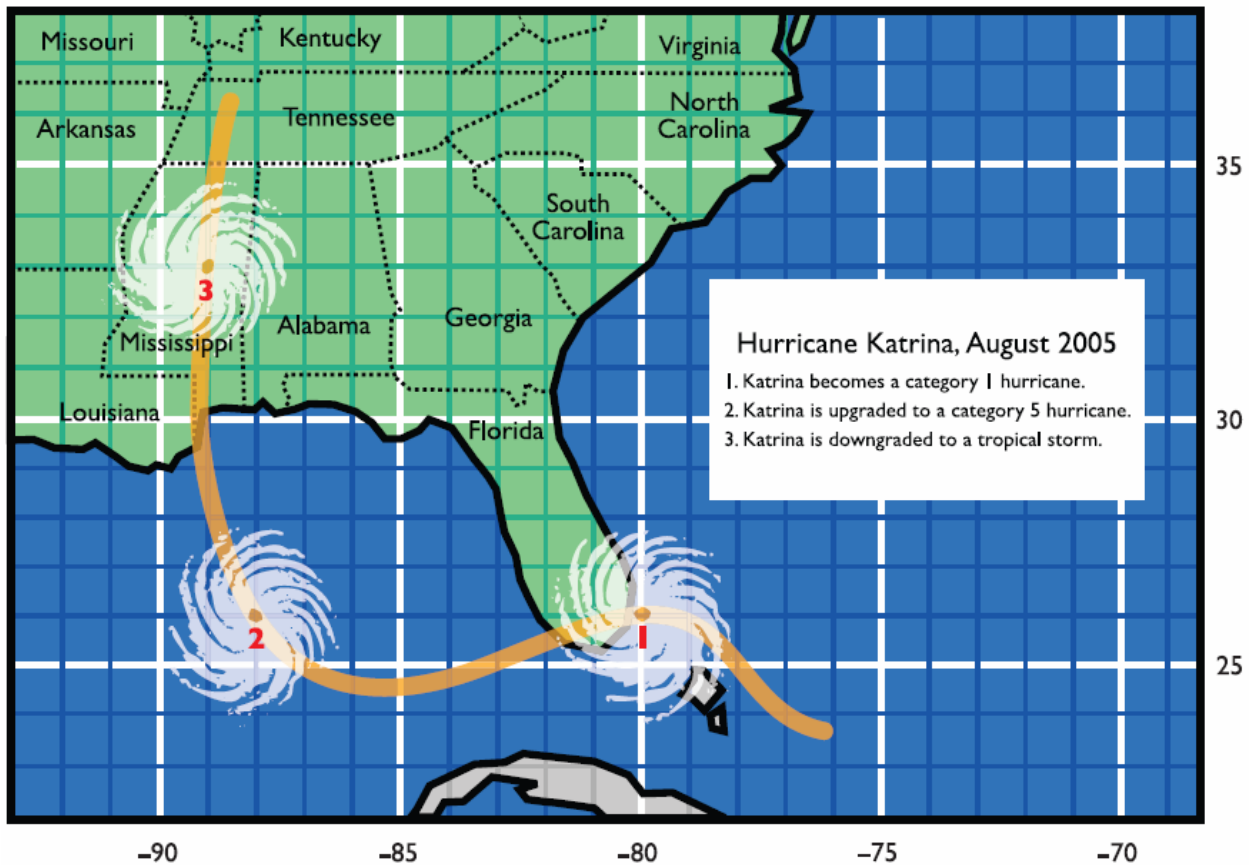 Missouri
Kentucky
Virginia
Arkansas
Tennessee
North
Carolina
35
South
Carolina
3
Mississippi
Alabama
Georgia
Hurricane Katrina, August 2005
1. Katrina becomes a category 1 hurricane.
2. Katrina is upgraded to a category 5 hurricane.
3. Katrina is downgraded to a tropical storm.
Louisiana
Florida
30
2
1
25
–90
–85
–80
–75
–70